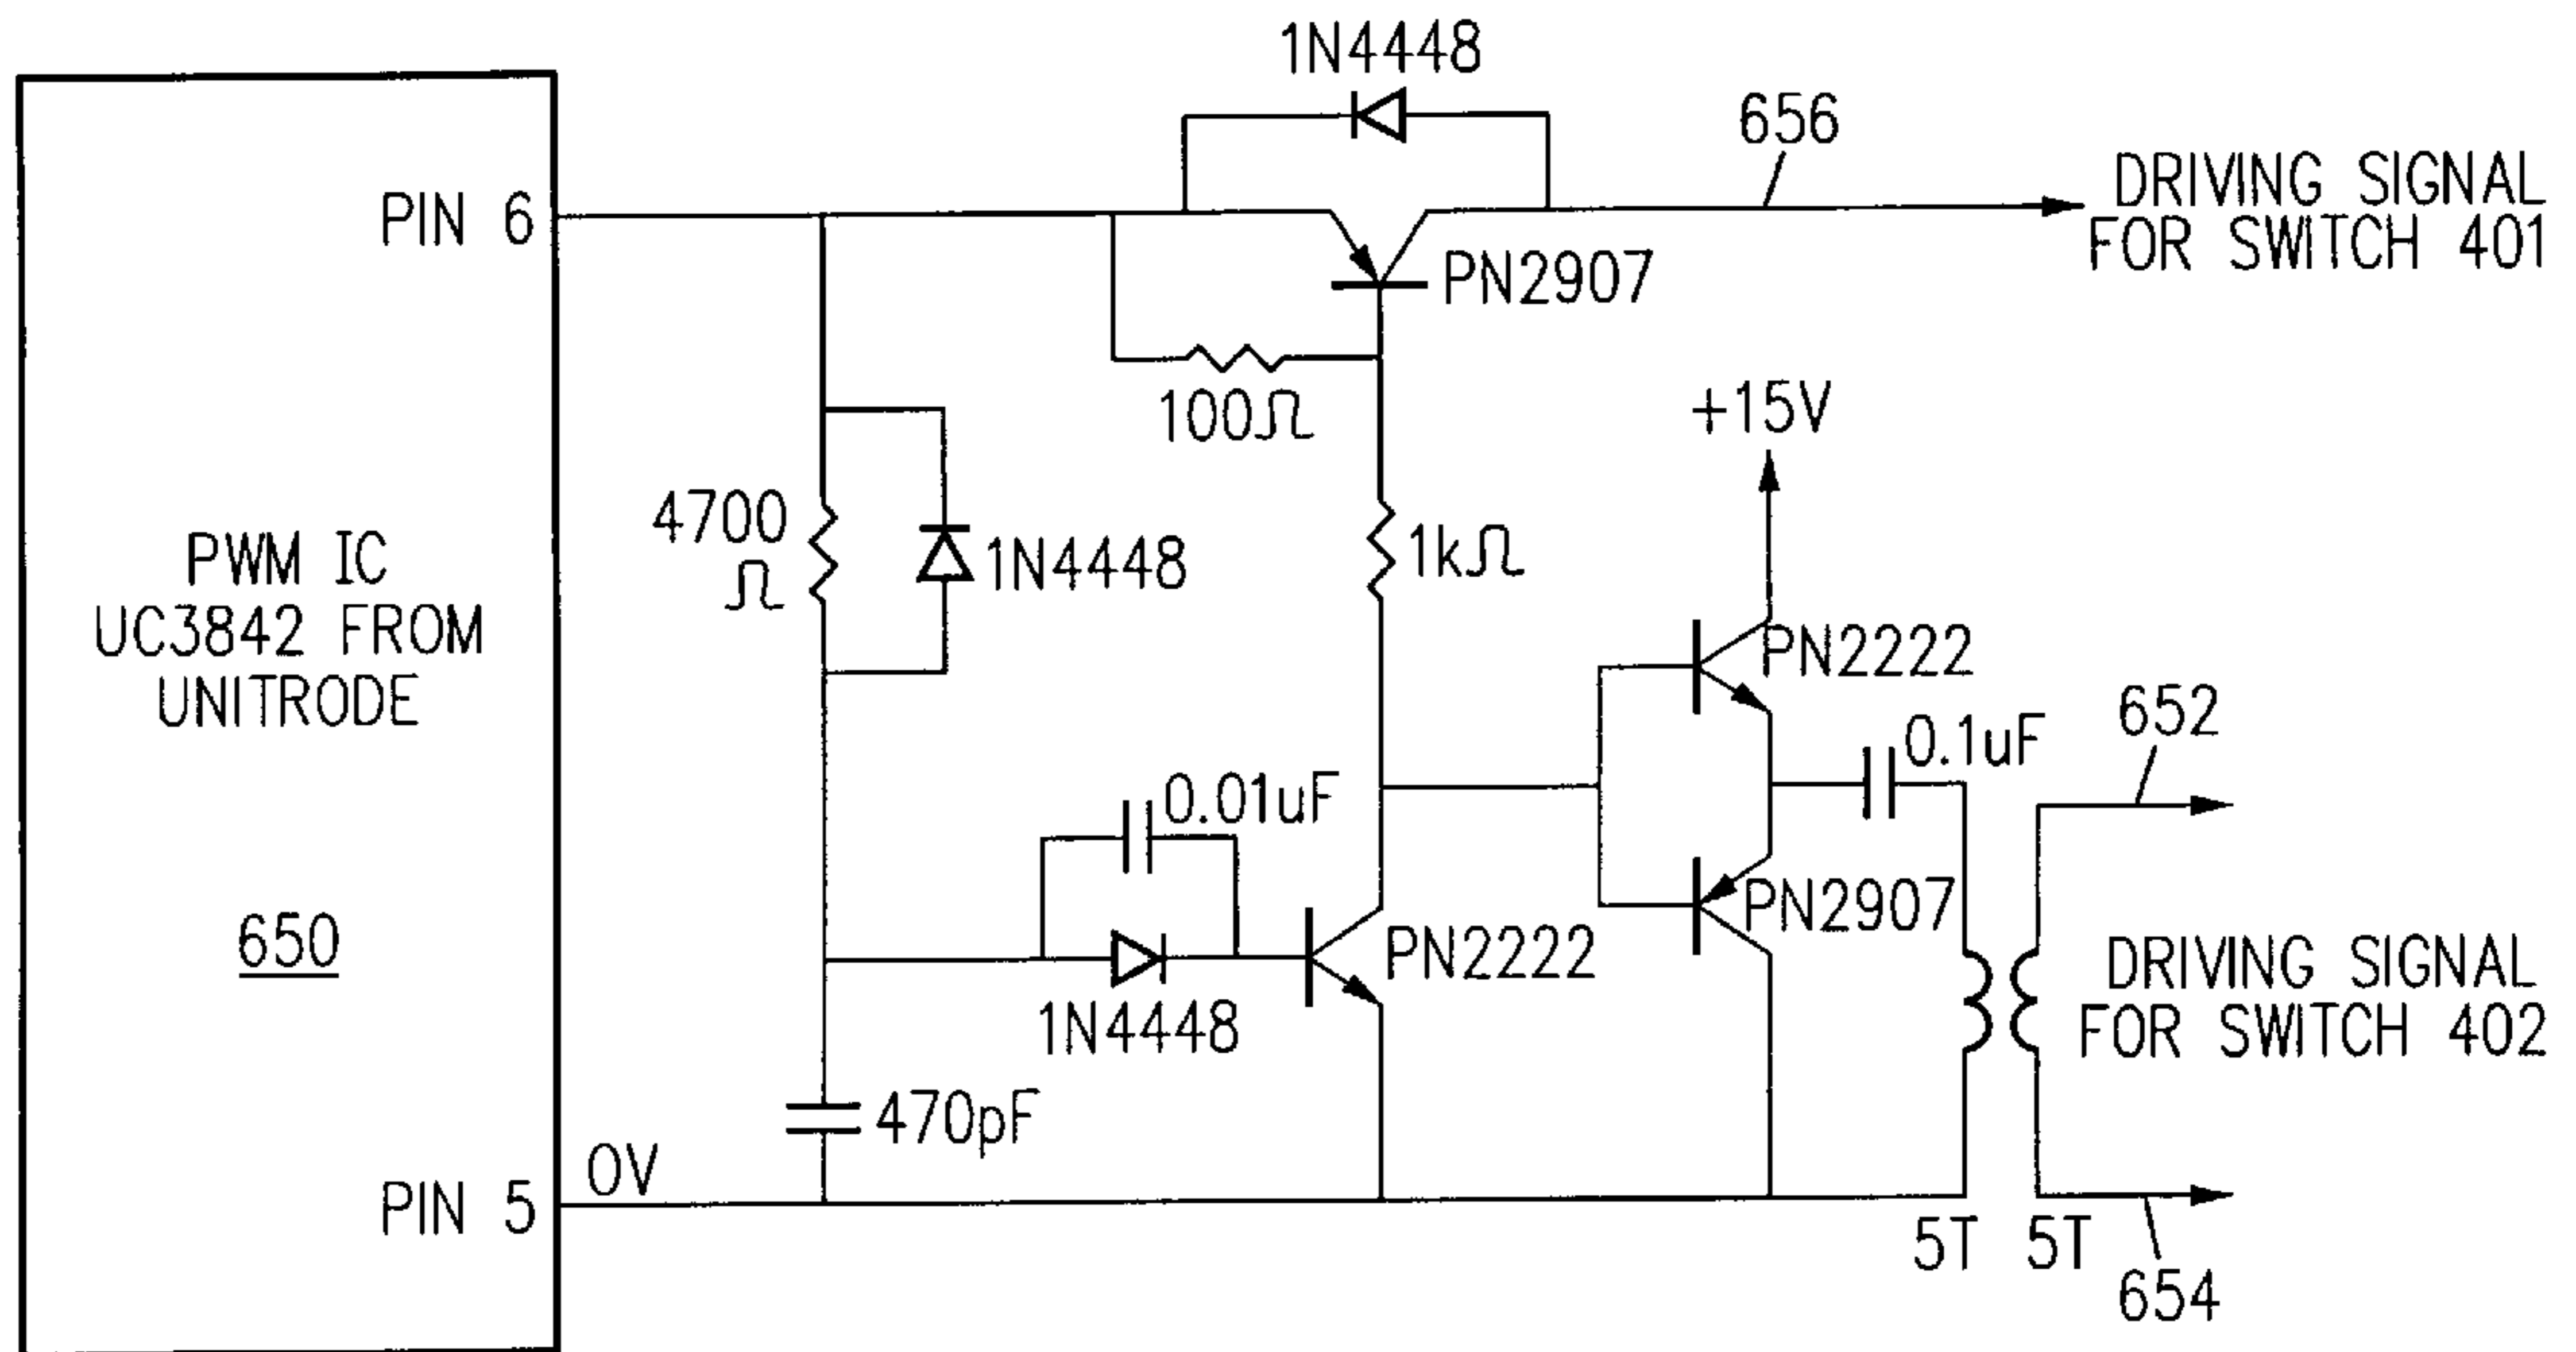 1N4448
656
DRIVING SIGNAL
FOR SWITCH 401
PIN 6
PN2907
100Ω
+15V
4700
Ω
1N4448
1kΩ
PWM IC
UC3842 FROM
UNITRODE
PN2222
652
0.1uF
0.01uF
PN2907
650
PN2222
DRIVING SIGNAL
FOR SWITCH 402
1N4448
470pF
0V
PIN 5
5T 5T
654